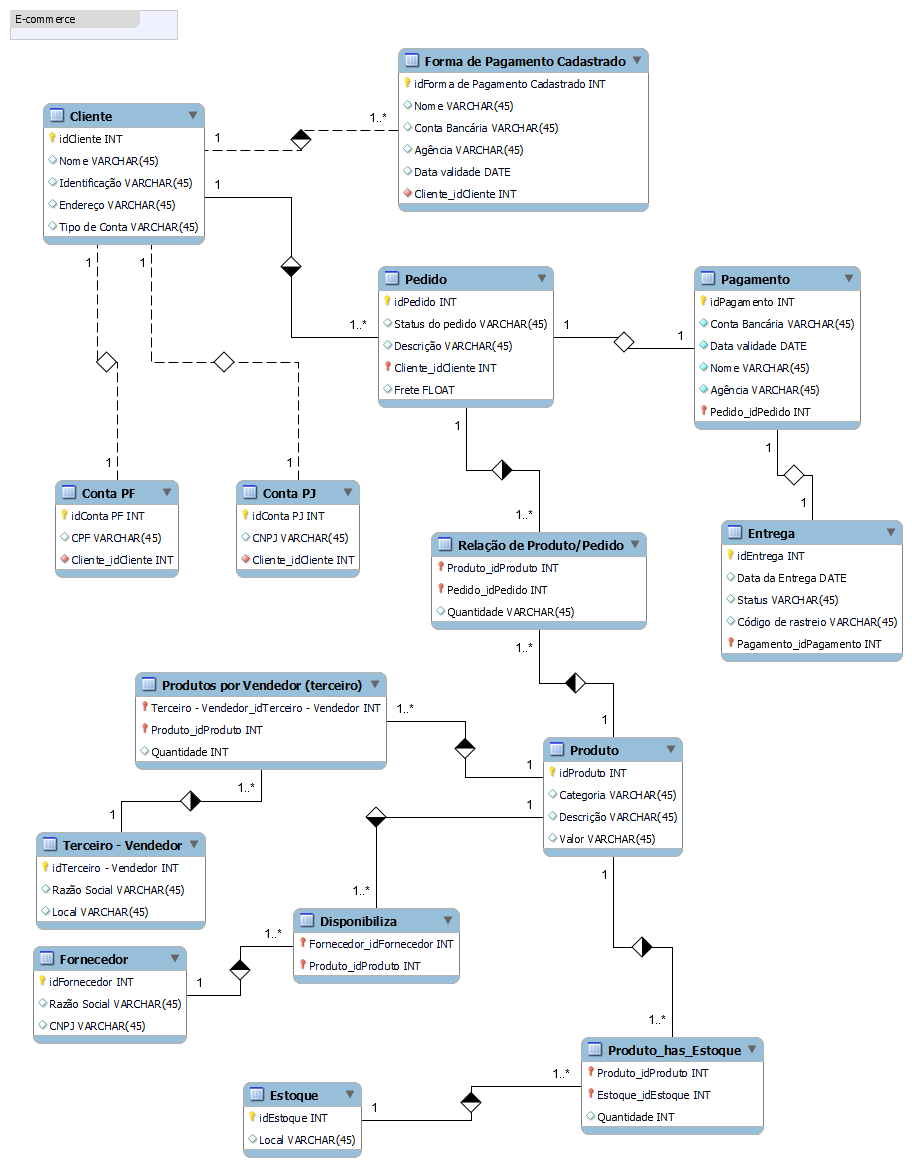 E-commerce
Forma de Pagamento Cadastrado
idForma de Pagamento Cadastrado INT
Nome VARCHAR(45)
Conta Bancária VARCHAR(45)
Agência VARCHAR(45)
Data validade DATE
Cliente_idCliente INT
Cliente
idCliente INT
Nome VARCHAR(45)
Identificação VARCHAR(45)
Endereço VARCHAR(45)
Tipo de Conta VARCHAR(45)
1
1..*
1
1..*
1
1
Pedido
idPedido INT
Status do pedido VARCHAR(45)
Descrição VARCHAR(45)
Cliente_idCliente INT
Frete FLOAT
1
1
Pagamento
idPagamento INT
Conta Bancária VARCHAR(45)
Data validade DATE
Nome VARCHAR(45)
Agência VARCHAR(45)
Pedido_idPedido INT
1
1
Conta PF
idConta PF INT
CPF VARCHAR(45)
Cliente_idCliente INT
Conta PJ
idConta PJ INT
CNPJ VARCHAR(45)
Cliente_idCliente INT
1
1..*
1
1
Relação de Produto/Pedido
Produto_idProduto INT
Pedido_idPedido INT
Quantidade VARCHAR(45)
Entrega
idEntrega INT
Data da Entrega DATE
Status VARCHAR(45)
Código de rastreio VARCHAR(45)
Pagamento_idPagamento INT
1..*
1
Produtos por Vendedor (terceiro)
Terceiro - Vendedor_idTerceiro - Vendedor INT
Produto_idProduto INT
Quantidade INT
1..*
1
1..*
1
Produto
idProduto INT
Categoria VARCHAR(45)
Descrição VARCHAR(45)
Valor VARCHAR(45)
1
1..*
Terceiro - Vendedor
idTerceiro - Vendedor INT
Razão Social VARCHAR(45)
Local VARCHAR(45)
Disponibiliza
Fornecedor_idFornecedor INT
Produto_idProduto INT
1..*
1
Fornecedor
idFornecedor INT
Razão Social VARCHAR(45)
CNPJ VARCHAR(45)
1
1..*
Produto_has_Estoque
Produto_idProduto INT
Estoque_idEstoque INT
Quantidade INT
1..*
1
Estoque
idEstoque INT
Local VARCHAR(45)